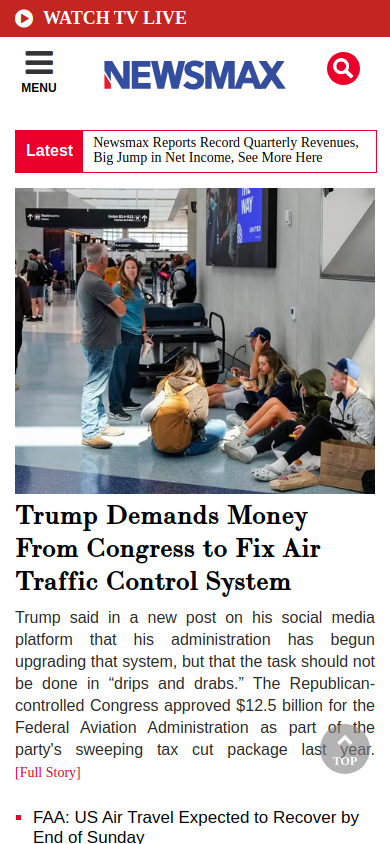 WATCH TV LIVE
MENU
NEWSMAX
Latest
Newsmax Reports Record Quarterly Revenues,
Big Jump in Net Income, See More Here
THE
WAY
UNITED
Trump Demands Money
From Congress to Fix Air
Traffic Control System
Trump said in a new post on his social media
platform that his administration has begun
upgrading that system, but that the task should not
be done in “drips and drabs.” The Republican-
controlled Congress approved $12.5 billion for the
Federal Aviation Administration as part of the
party's sweeping tax cut package last year.
[Full Story]
TOP
FAA: US Air Travel Expected to Recover by
End of Sunday